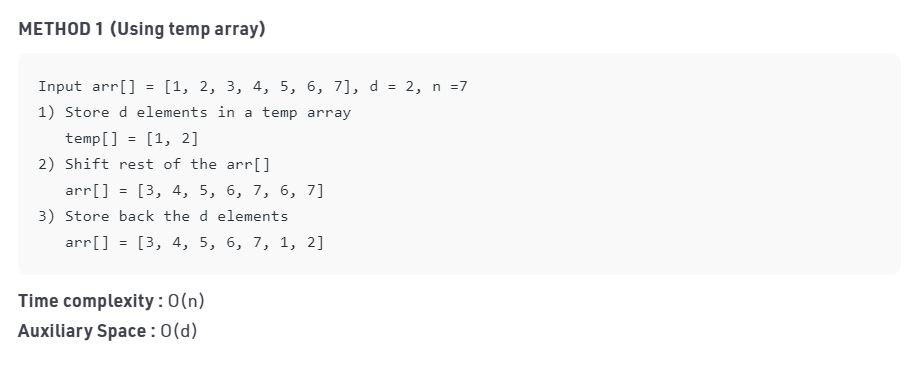 METHOD 1 (Using temp array)
Input arr[] = [1, 2, 3, 4, 5, 6, 7], d = 2, n =7
1) Store d elements in a temp array
   temp[] = [1, 2]
2) Shift rest of the arr[]
   arr[] = [3, 4, 5, 6, 7, 6, 7]
3) Store back the d elements
   arr[] = [3, 4, 5, 6, 7, 1, 2]
Time complexity : O(n)
Auxiliary Space : O(d)